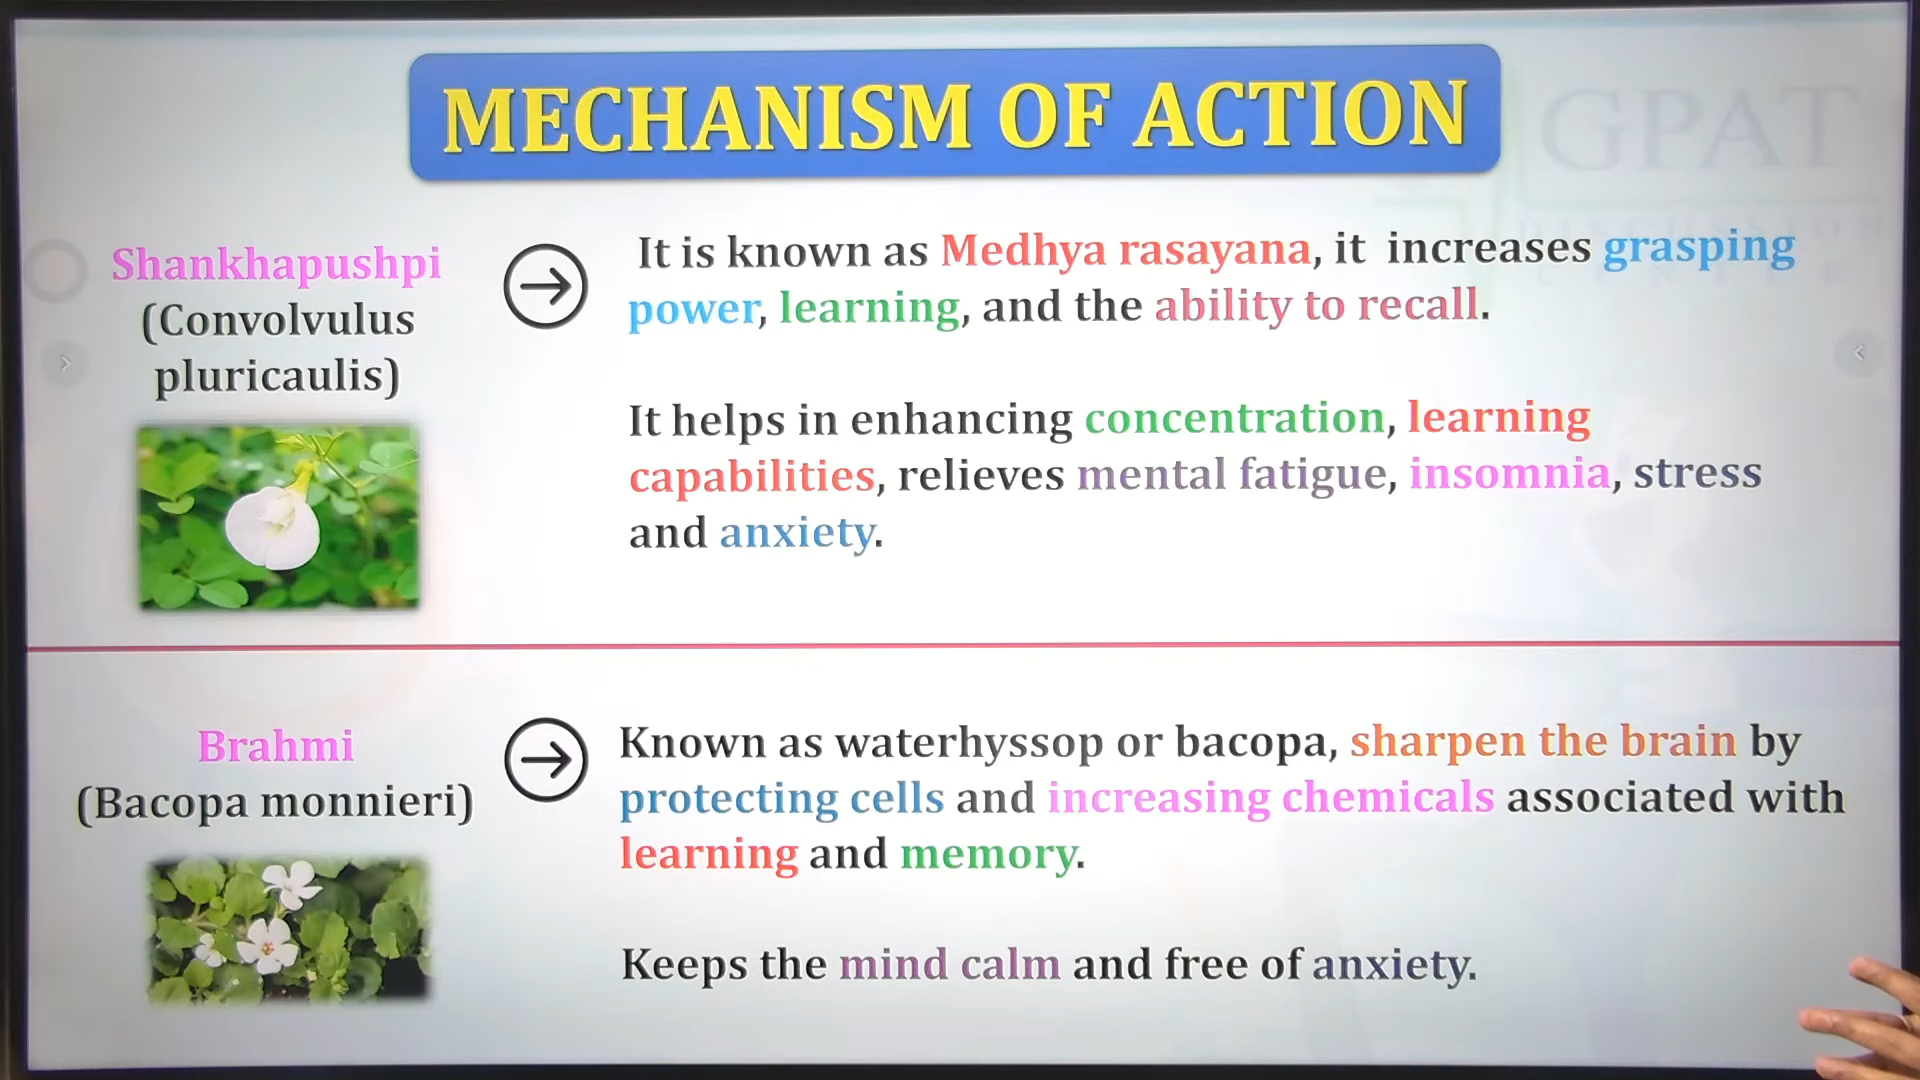 MECHANISM OF ACTION
GPAT
Shankhapushpi
(Convolvulus
pluricaulis)
It is known as Medhya rasayana, it increases grasping
power, learning, and the ability to recall.
It helps in enhancing concentration, learning
capabilities, relieves mental fatigue, insomnia, stress
and anxiety.
Brahmi
(Bacopa monnieri)
Known as waterhyssop or bacopa, sharpen the brain by
protecting cells and increasing chemicals associated with
learning and memory.
Keeps the mind calm and free of anxiety.